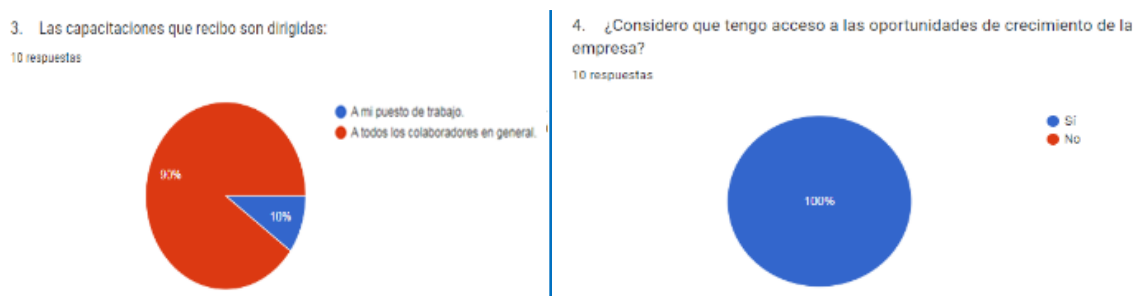 3. Las capacitaciones que recibo son dirigidas:
10 respuestas
A mi puesto de trabajo.
A todos los colaboradores en general.
90%
10%
4. ¿Considero que tengo acceso a las oportunidades de crecimiento de la
empresa?
10 respuestas
Sí
No
100%